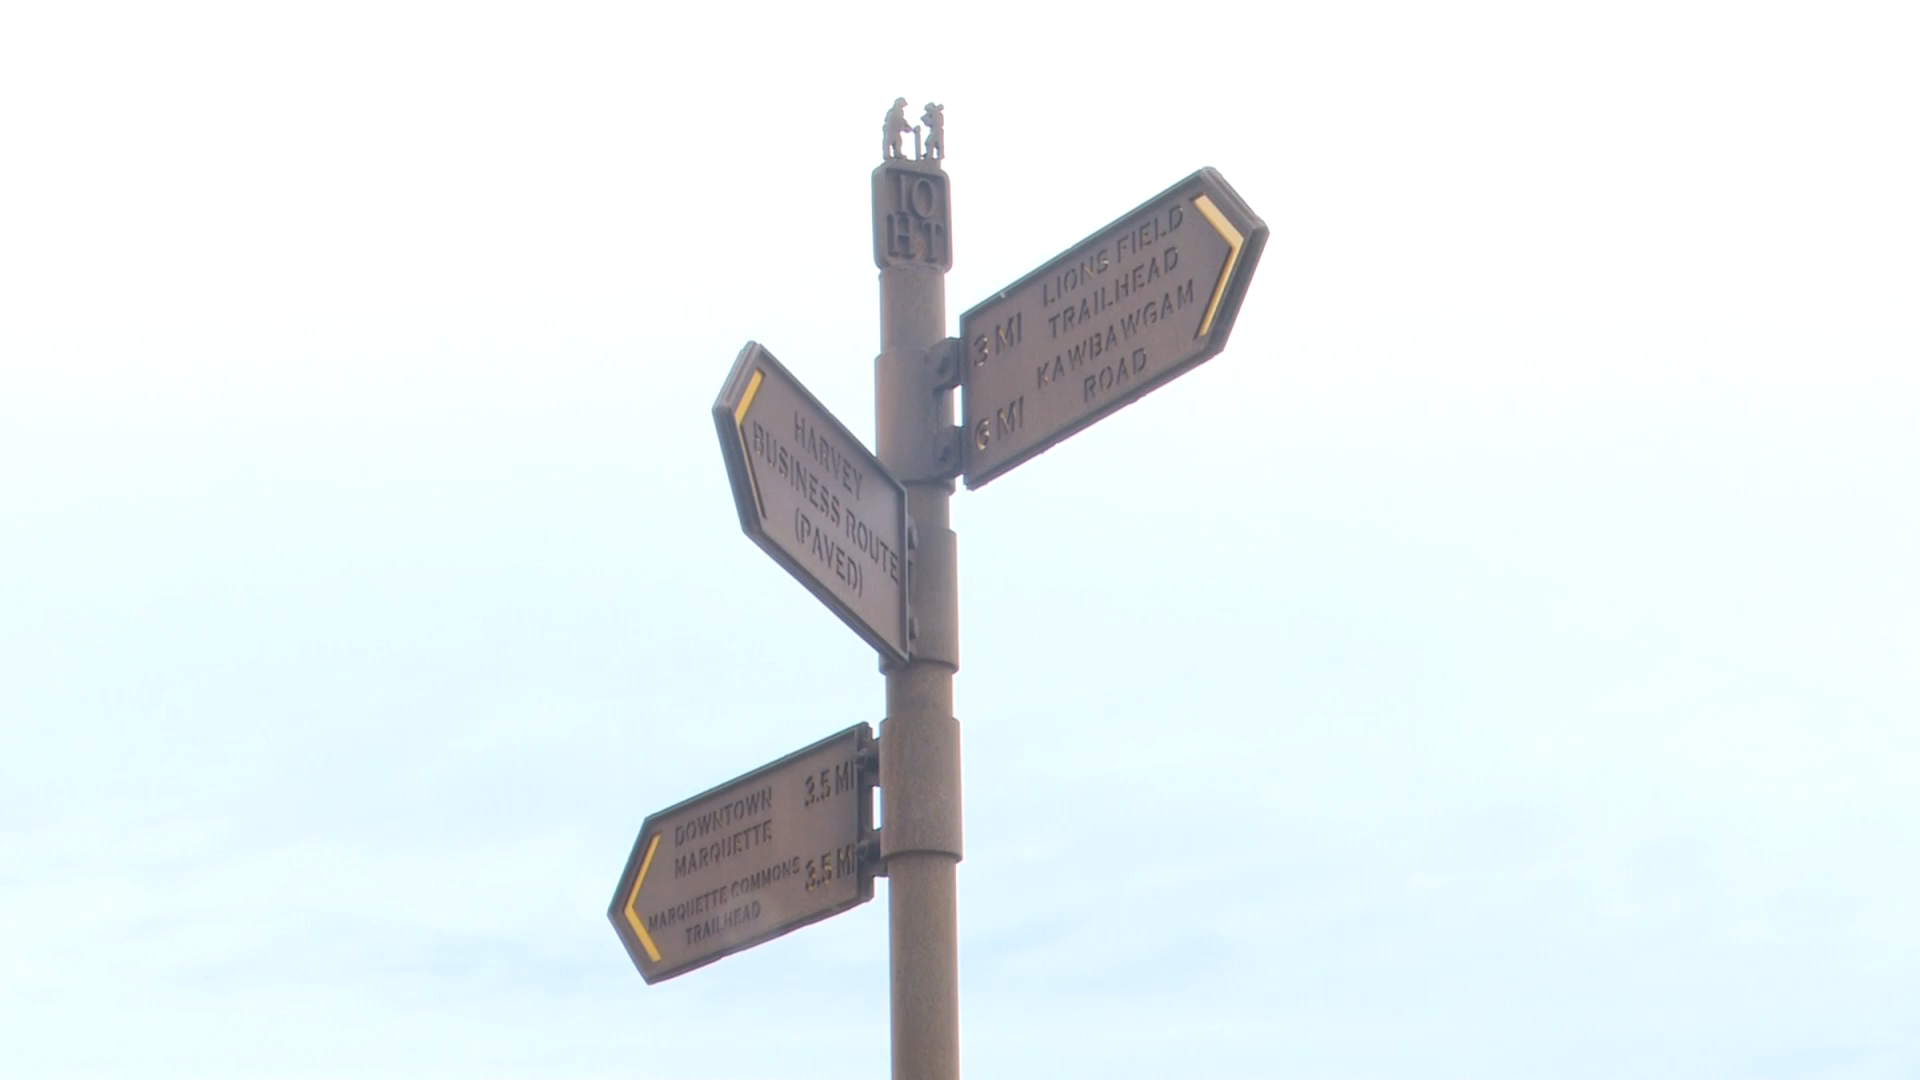 IO
HT
LIONS FIELD
TRAILHEAD
3 MI
KAWBAWGAM
ROAD
6 MI
HARVEY
BUSINESS ROUTE
(PAVED)
DOWNTOWN
MARQUETTE
3.5 MI
MARQUETTE COMMONS
TRAILHEAD
3.5 MI